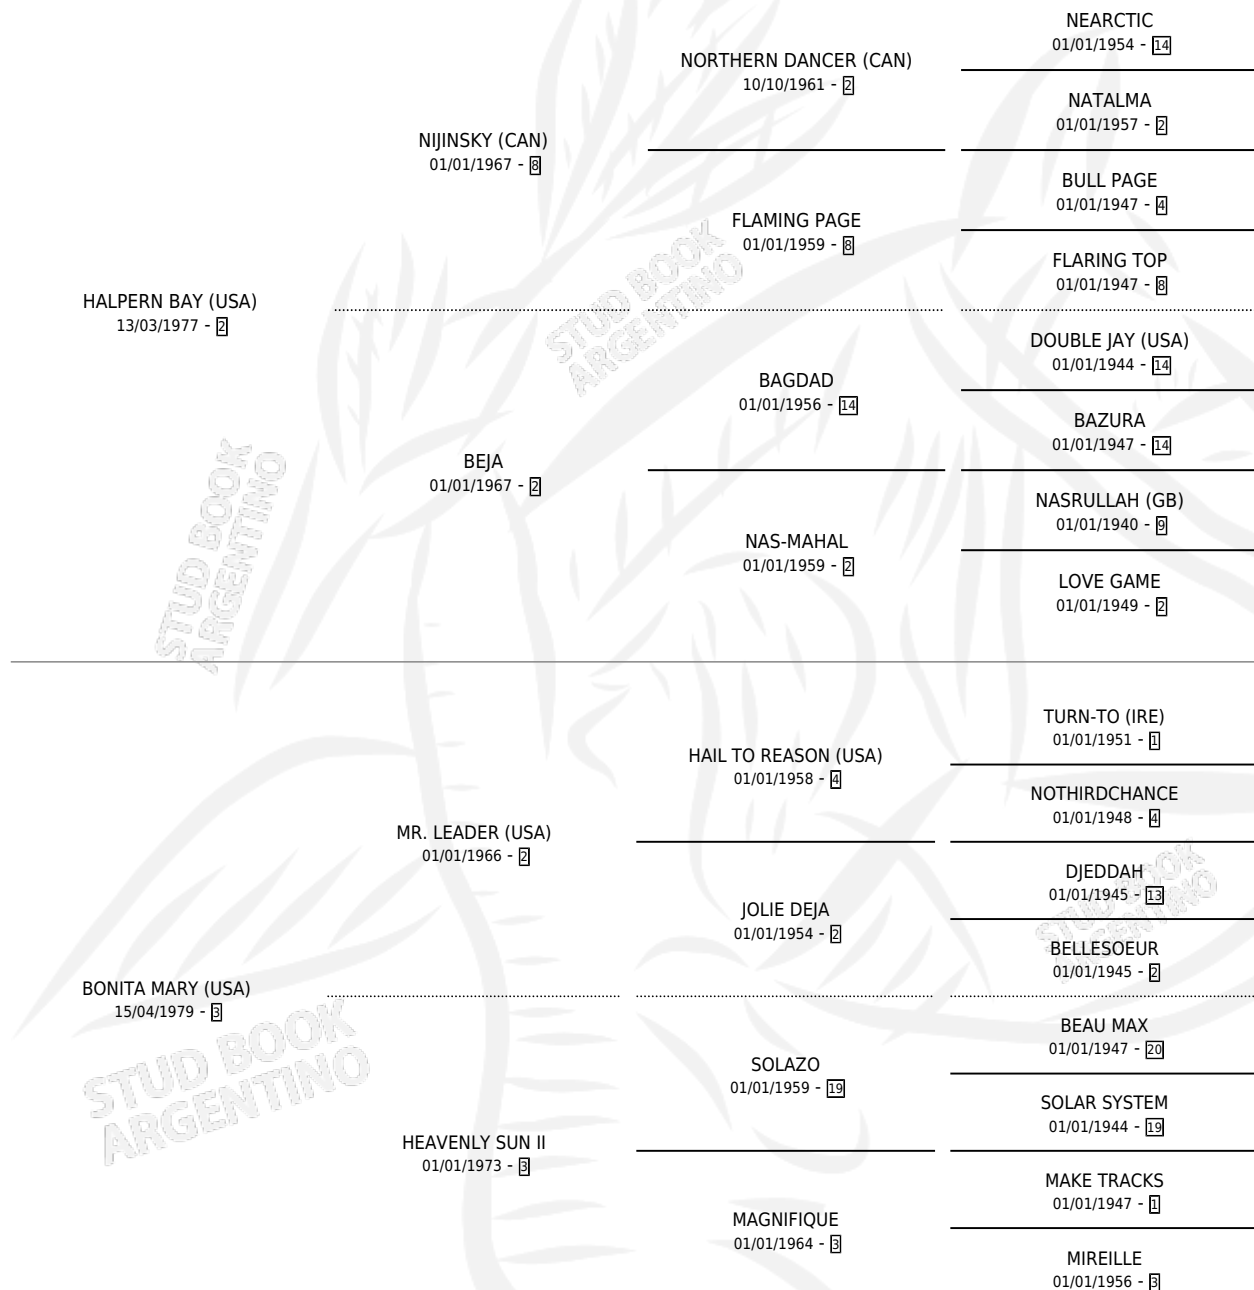 NEARCTIC
01/01/1954 - 14
NORTHERN DANCER (CAN)
10/10/1961 - 2
NATALMA
01/01/1957 - 2
NIJINSKY (CAN)
01/01/1967 - 8
BULL PAGE
01/01/1947 - 4
FLAMING PAGE
01/01/1959 - 8
FLARING TOP
01/01/1947 - 8
HALPERN BAY (USA)
13/03/1977 - 2
STUD BOOK
ARGENTINO
DOUBLE JAY (USA)
01/01/1944 - 14
BAGDAD
01/01/1956 - 14
BAZURA
01/01/1947 - 14
BEJA
01/01/1967 - 2
NASRULLAH (GB)
01/01/1940 - 9
NAS-MAHAL
01/01/1959 - 2
LOVE GAME
01/01/1949 - 2
STUD BOOK
ARGENTINO
TURN-TO (IRE)
01/01/1951 - 1
HAIL TO REASON (USA)
01/01/1958 - 4
NOTHIRDCHANCE
01/01/1948 - 4
MR. LEADER (USA)
01/01/1966 - 2
DJEDDAH
01/01/1945 - 13
STUD BOOK
ARGENTINO
JOLIE DEJA
01/01/1954 - 2
BELLESOEUR
01/01/1945 - 2
BONITA MARY (USA)
15/04/1979 - 3
STUD BOOK
ARGENTINO
BEAU MAX
01/01/1947 - 20
SOLAZO
01/01/1959 - 19
SOLAR SYSTEM
01/01/1944 - 19
HEAVENLY SUN II
01/01/1973 - 3
MAKE TRACKS
01/01/1947 - 1
MAGNIFIQUE
01/01/1964 - 3
MIREILLE
01/01/1956 - 3